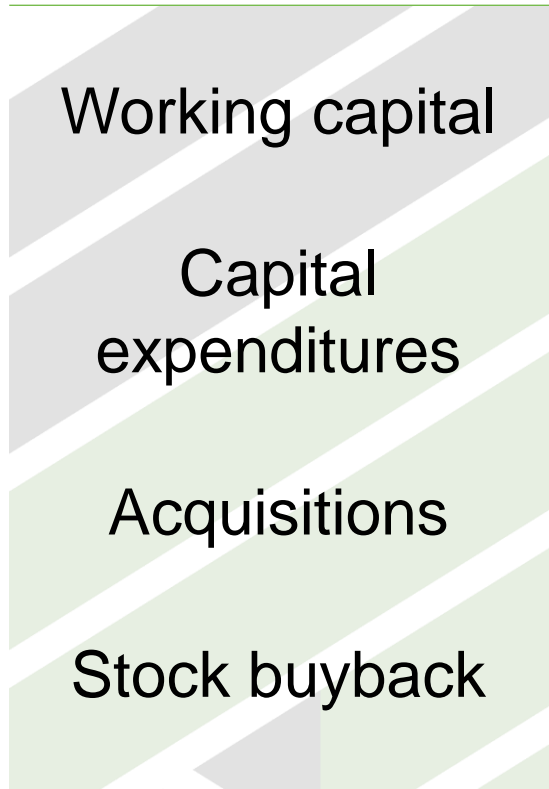 Working capital
Capital
expenditures
Acquisitions
Stock buyback